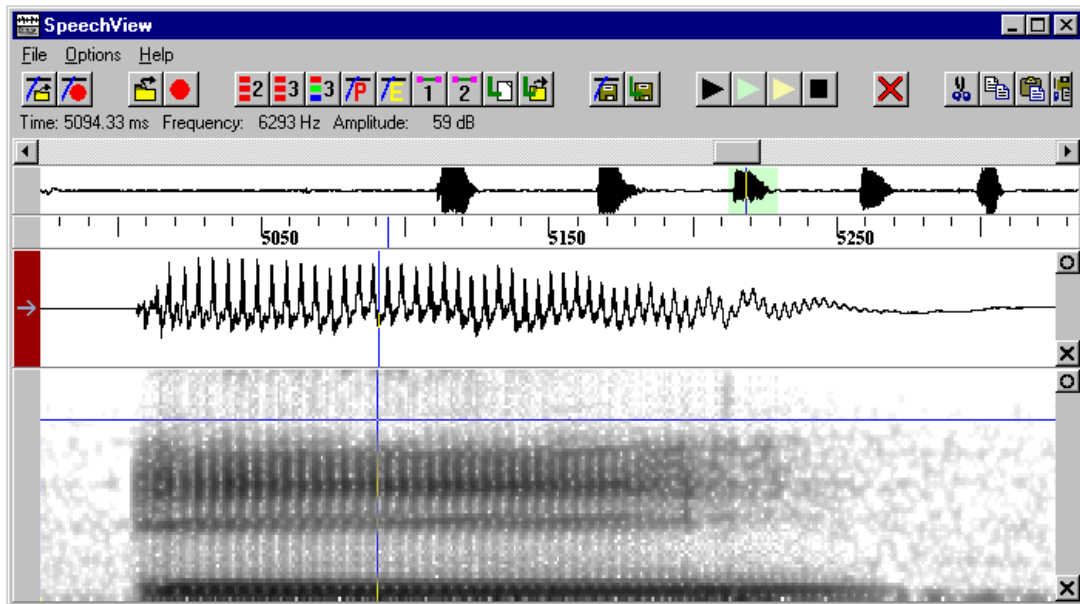 SpeechView
File Options Help
2 3 3 P E 1 2
Time: 5094.33 ms Frequency: 6293 Hz Amplitude: 59 dB
5050 5150 5250